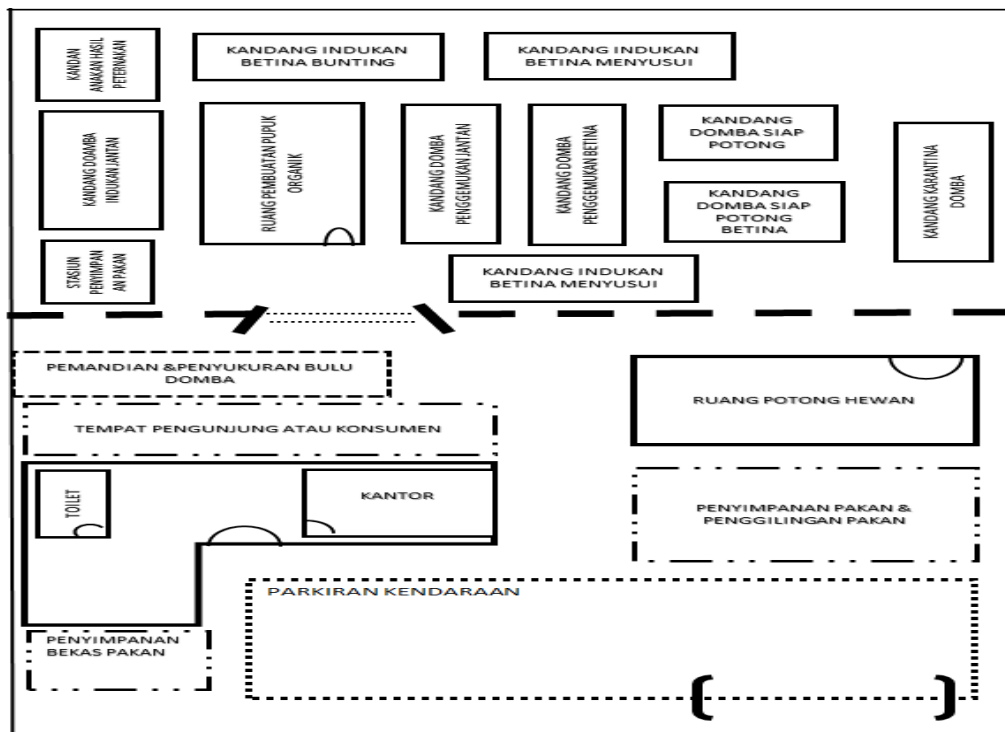 KANDAN
ANAKAN HASIL
PETERNAKAN
KANDANG INDUKAN
BETINA BUNTING
KANDANG INDUKAN
BETINA MENYUSUI
KANDANG DOAMBA
INDUKAN JANTAN
RUANG PEMBUATAN PUPUK
ORGANIK
KANDANG DOMBA
PENGGEMUKAN JANTAN
KANDANG DOMBA
PENGGEMUKAN BETINA
KANDANG
DOMBA SIAP
POTONG
KANDANG
DOMBA SIAP
POTONG
BETINA
KANDANG KARANTINA
DOMBA
STASIUN
PENYIMPAN
AN PAKAN
KANDANG INDUKAN
BETINA MENYUSUI
PEMANDIAN &PENYUKURAN BULU
DOMBA
TEMPAT PENGUNJUNG ATAU KONSUMEN
RUANG POTONG HEWAN
TOILET
KANTOR
PENYIMPANAN PAKAN &
PENGGILINGAN PAKAN
PARKIRAN KENDARAAN
PENYIMPANAN
BEKAS PAKAN